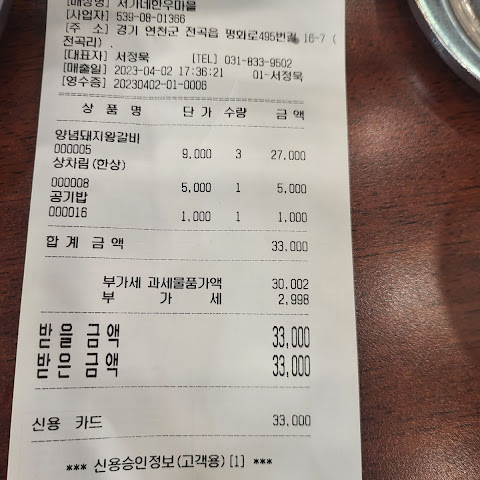 [매장명] 서가네한우마을
[사업자] 539-08-01366
[주 소] 경기 연천군 전곡읍 평화로495번길 16-7 (
전곡리) .
[대표자] 서정욱 [TEL] 031-833-9502
[매출일] 2023-04-02 17:36:21 01-서정욱
[영수증] 20230402-01-0006
상 품 명 단 가 수량 금 액
양념돼지왕갈비
000005 9,000 3 27,000
상차림(한상)
000008 5,000 1 5,000
공기밥
000016 1,000 1 1,000
합 계 금 액 33,000
부가세 과세물품가액 30,002
부 가 세 2,998
받을 금액 33,000
받은 금액 33,000
신용 카드 33,000
*** 신용승인정보(고객용) [1] ***